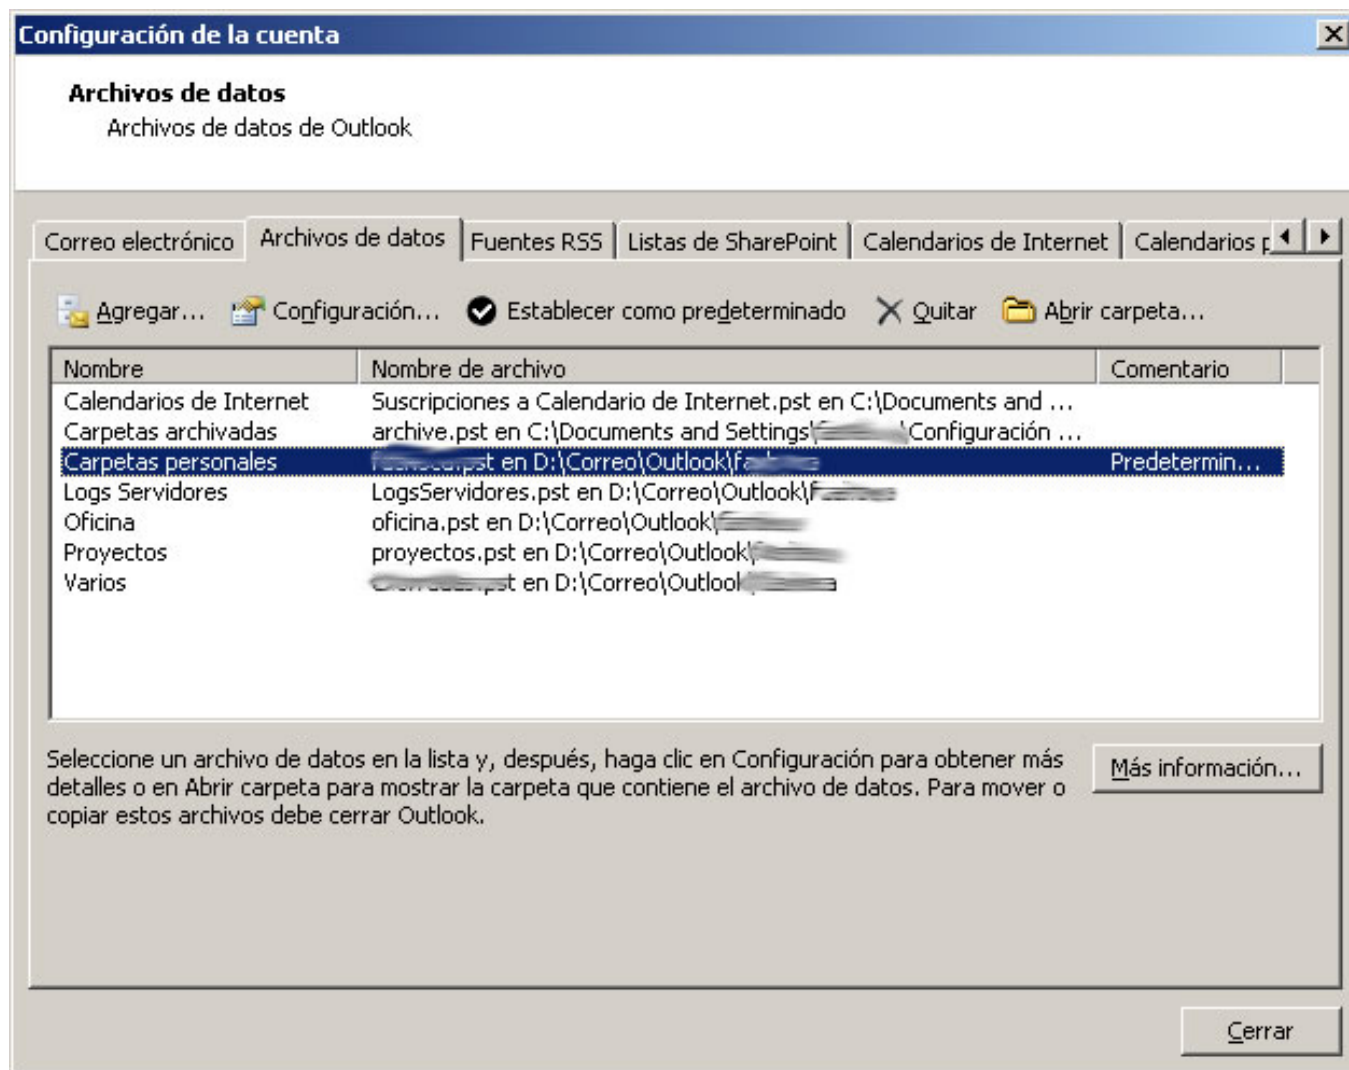 Configuración de la cuenta
Archivos de datos
Archivos de datos de Outlook
Correo electrónico Archivos de datos Fuentes RSS Listas de SharePoint Calendarios de Internet Calendarios
Agregar... Configuración... Establecer como predeterminado Quitar Abrir carpeta...
Nombre Nombre de archivo Comentario
Calendarios de Internet Suscripciones a Calendario de Internet.pst en C:\Documents and ...
Carpetas archivadas archive.pst en C:\Documents and Settings\ \Configuración ...
Carpetas personales .pst en D:\Correo\Outlook\ Predetermin...
Logs Servidores LogsServidores.pst en D:\Correo\Outlook\
Oficina oficina.pst en D:\Correo\Outlook\
Proyectos proyectos.pst en D:\Correo\Outlook\
Varios en D:\Correo\Outlook
Seleccione un archivo de datos en la lista y, después, haga clic en Configuración para obtener más
detalles o en Abrir carpeta para mostrar la carpeta que contiene el archivo de datos. Para mover o
copiar estos archivos debe cerrar Outlook.
Más información...
Cerrar